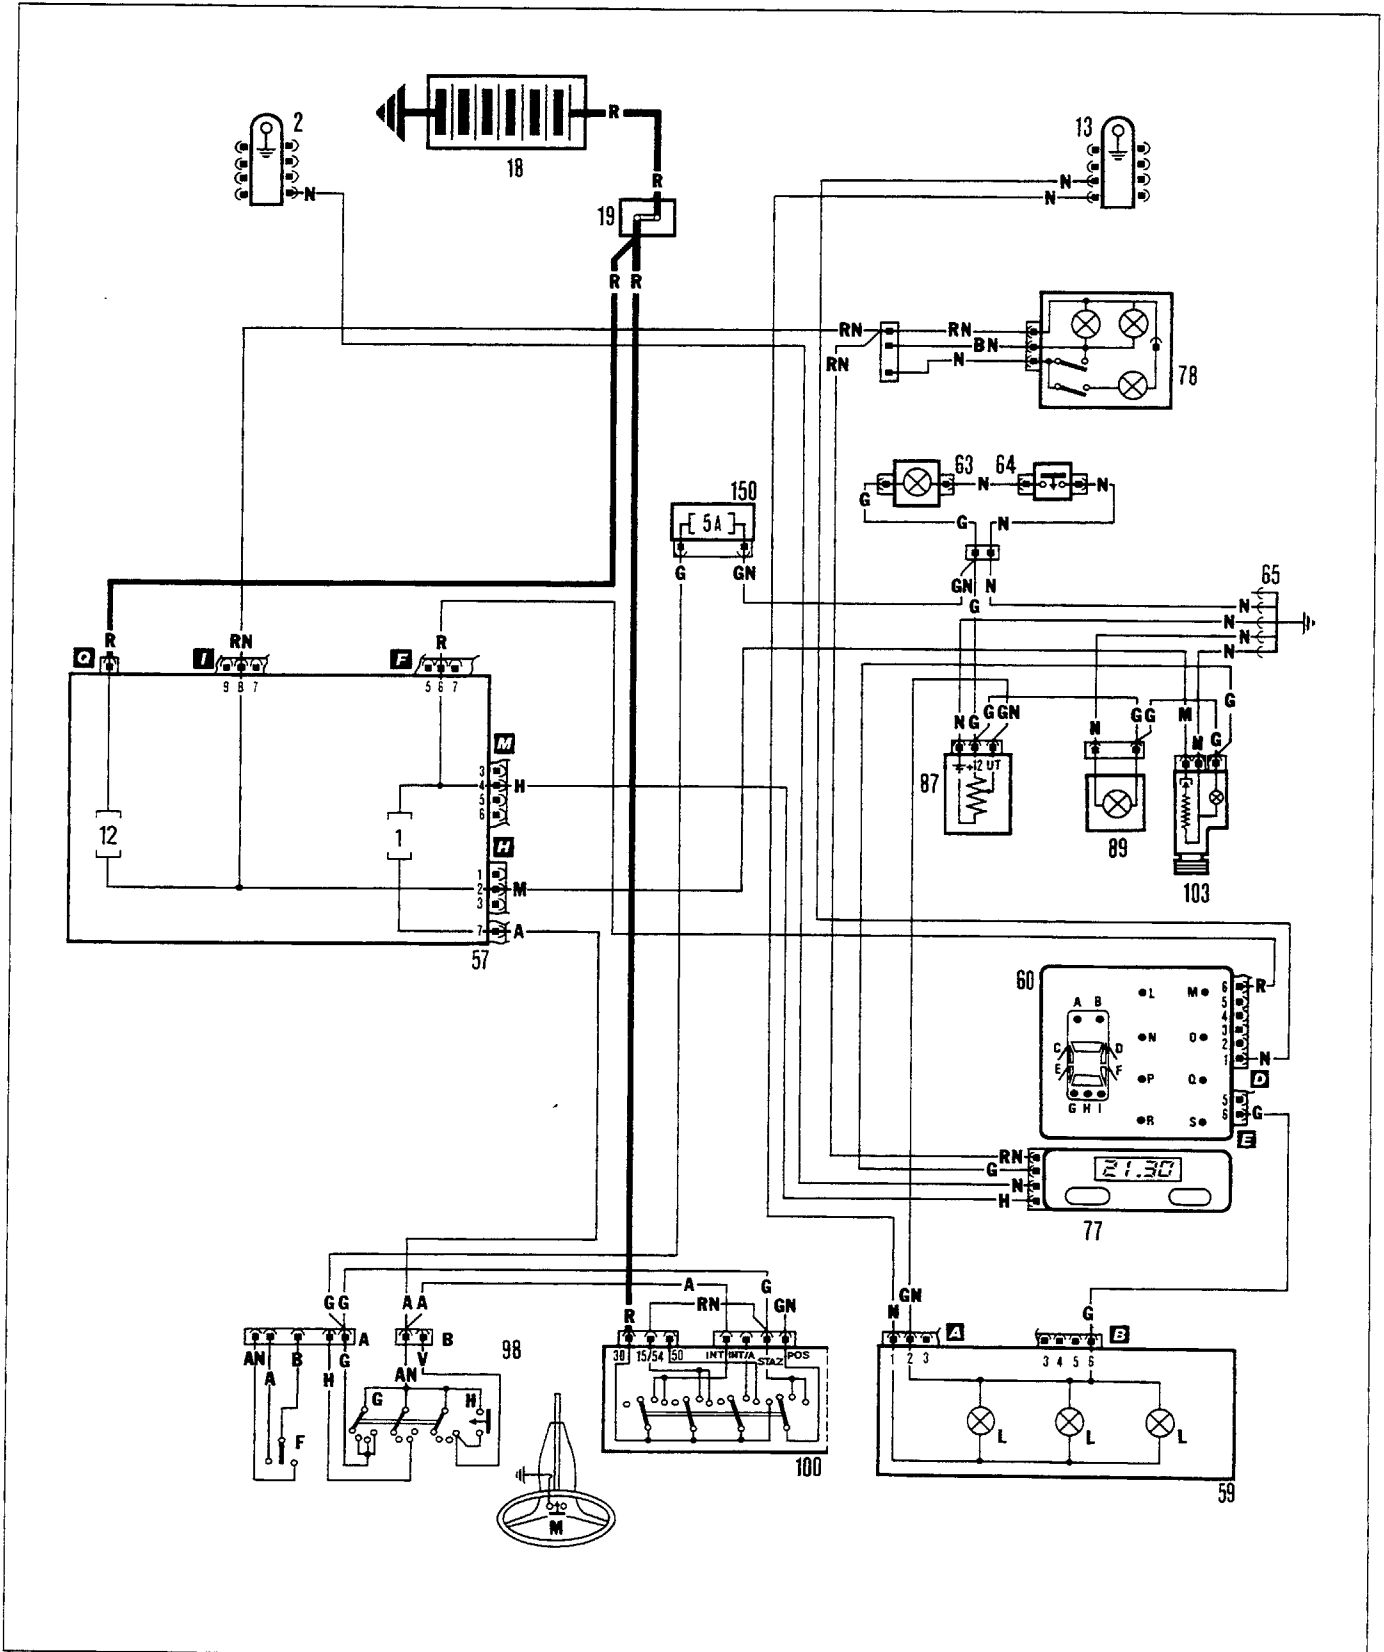 2
18
R
R
19
R R
13
N
N
N
RN
RN
BN
N
RN
78
63
64
N
N
G
G
N
150
5A
G
GN
GN
N
G
65
N
N
N
N
Q
R
I
RN
F
R
9 8 7
5 6 7
M
3
4
5
6
H
H
1
2
3
M
7
A
12
1
57
N G
G GN
+12 UT
87
N
G G
89
M
N
G
G
103
60
A B
C
D
E
F
G H I
L
M
N
O
P
Q
R
S
6
5
4
3
2
1
R
N
D
5
6
G
E
RN
G
N
H
21.30
77
G G
A A
A
RN
G
GN
R
A
B
AN
A
B
H
G
AN
V
98
G
H
F
30
15/54
50
INT
INT/A
STAZ
POS
100
M
N
GN
A
G
B
1 2 3
3 4 5 6
L
L
L
59